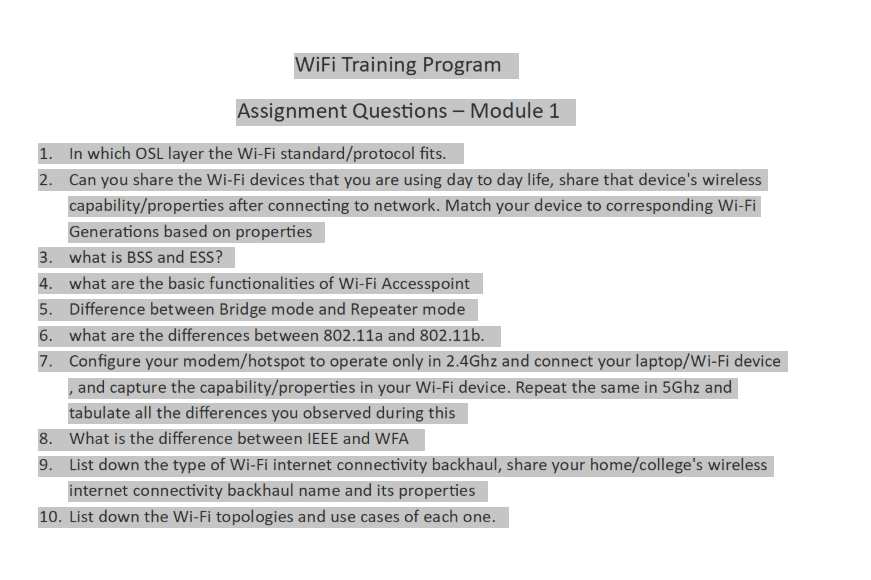 WiFi Training Program
Assignment Questions – Module 1
1. In which OSL layer the Wi-Fi standard/protocol fits.
2. Can you share the Wi-Fi devices that you are using day to day life, share that device's wireless
capability/properties after connecting to network. Match your device to corresponding Wi-Fi
Generations based on properties
3. what is BSS and ESS?
4. what are the basic functionalities of Wi-Fi Accesspoint
5. Difference between Bridge mode and Repeater mode
6. what are the differences between 802.11a and 802.11b.
7. Configure your modem/hotspot to operate only in 2.4Ghz and connect your laptop/Wi-Fi device
, and capture the capability/properties in your Wi-Fi device. Repeat the same in 5Ghz and
tabulate all the differences you observed during this
8. What is the difference between IEEE and WFA
9. List down the type of Wi-Fi internet connectivity backhaul, share your home/college's wireless
internet connectivity backhaul name and its properties
10. List down the Wi-Fi topologies and use cases of each one.